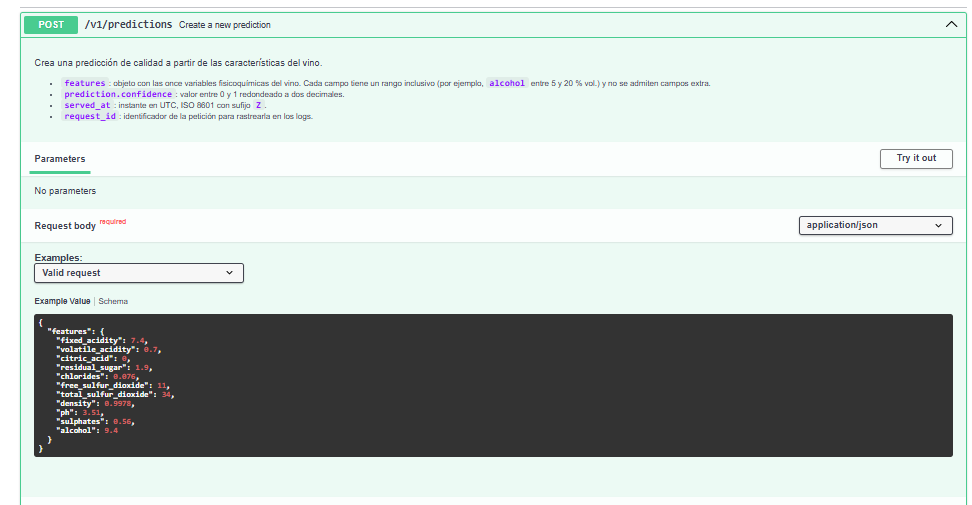 POST /v1/predictions Create a new prediction
Crea una predicción de calidad a partir de las características del vino.
features : objeto con las once variables fisicoquímicas del vino. Cada campo tiene un rango inclusivo (por ejemplo, alcohol entre 5 y 20 % vol.) y no se admiten campos extra.
prediction.confidence : valor entre 0 y 1 redondeado a dos decimales.
served_at : instante en UTC, ISO 8601 con sufijo Z .
request_id : identificador de la petición para rastrearla en los logs.
Parameters
Try it out
No parameters
Request body required
application/json
Examples:
Valid request
Example Value | Schema
{
"features": {
"fixed_acidity": 7.4,
"volatile_acidity": 0.7,
"citric_acid": 0,
"residual_sugar": 1.9,
"chlorides": 0.076,
"free_sulfur_dioxide": 11,
"total_sulfur_dioxide": 34,
"density": 0.9978,
"ph": 3.51,
"sulphates": 0.56,
"alcohol": 9.4
}
}